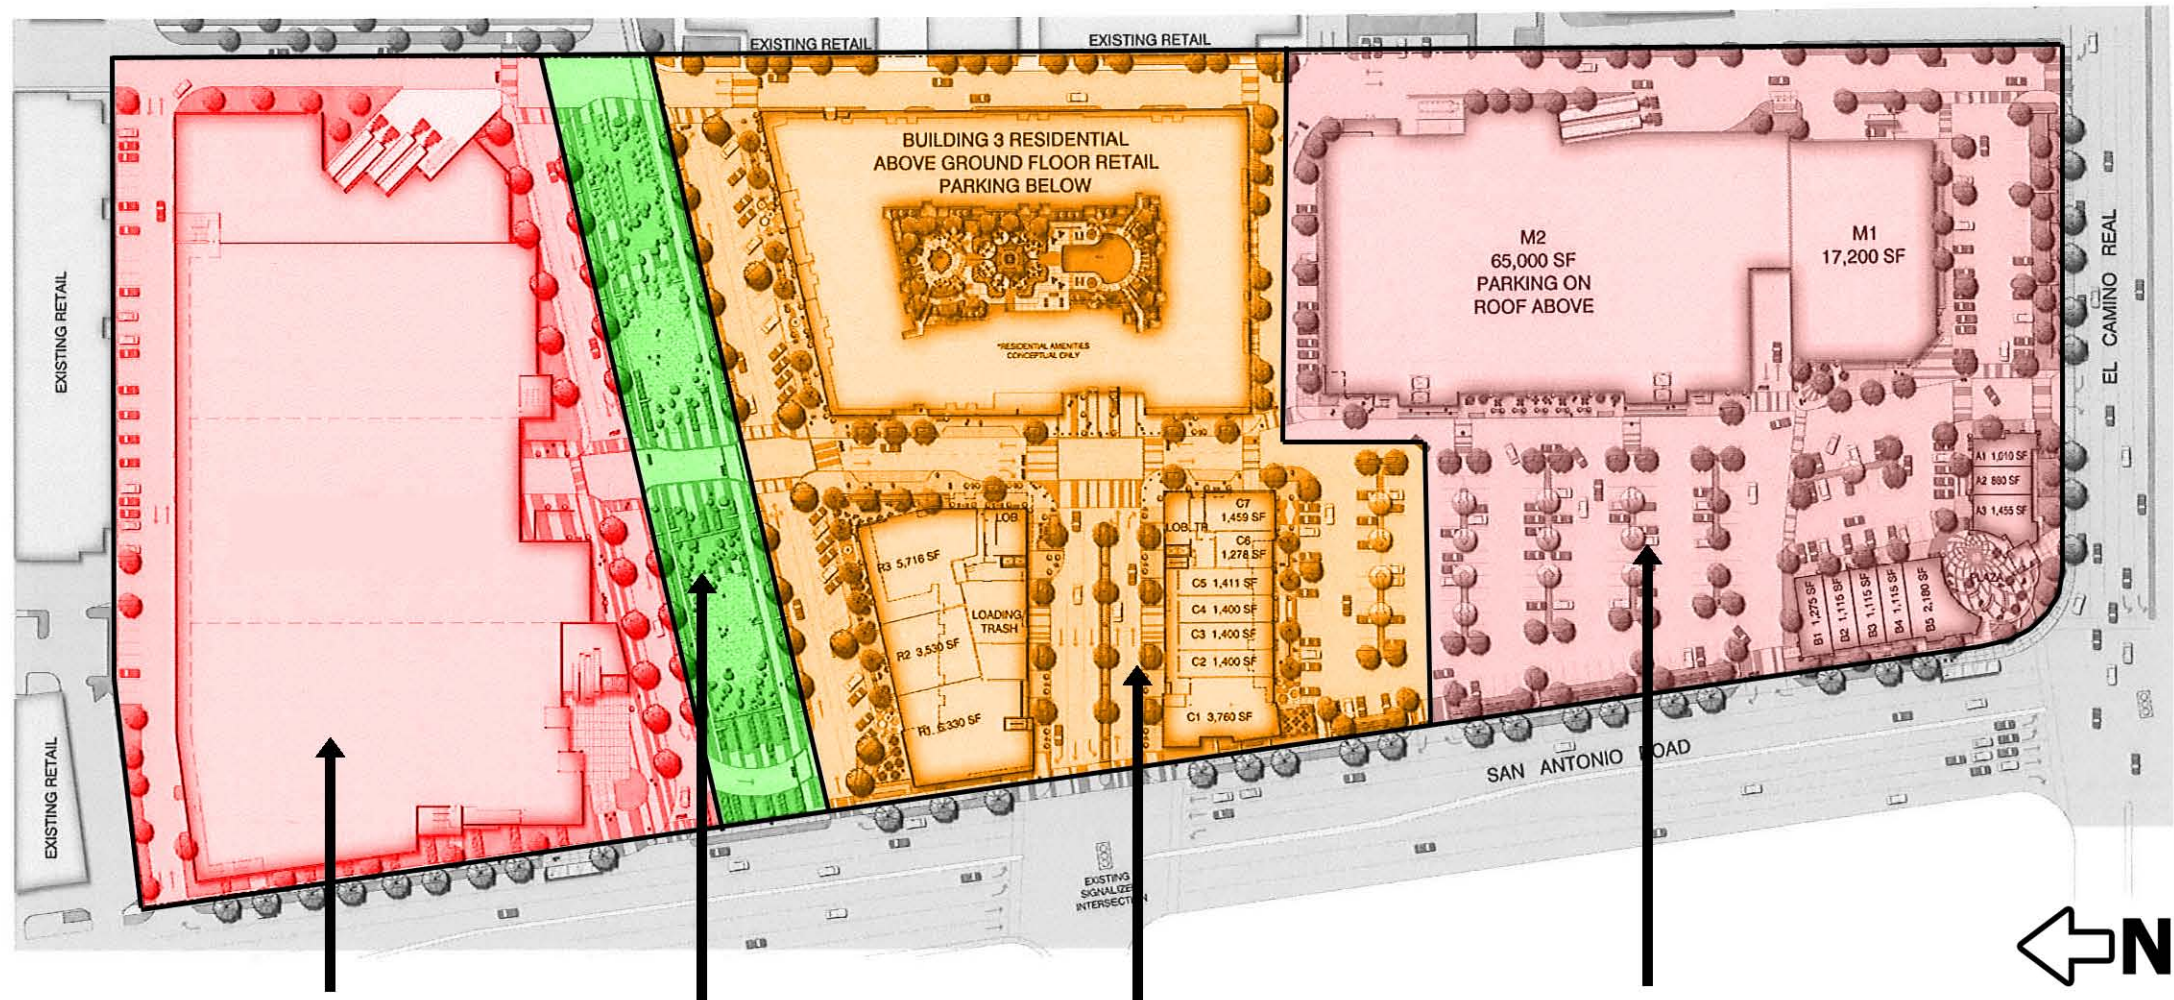 EXISTING RETAIL
EXISTING RETAIL
EXISTING RETAIL
EXISTING RETAIL
BUILDING 3 RESIDENTIAL
ABOVE GROUND FLOOR RETAIL
PARKING BELOW
*RESIDENTIAL AMENITIES
CONCEPTUAL ONLY
M2
65,000 SF
PARKING ON
ROOF ABOVE
M1
17,200 SF
EL CAMINO REAL
LOB.
R3 5,716 SF
R2 3,530 SF
LOADING/
TRASH
R1 6,330 SF
LOB. TR.
C7
1,459 SF
C6
1,278 SF
C5 1,411 SF
C4 1,400 SF
C3 1,400 SF
C2 1,400 SF
C1 3,760 SF
A1 1,010 SF
A2 880 SF
A3 1,455 SF
PLAZA
B1 1,275 SF
B2 1,115 SF
B3 1,115 SF
B4 1,115 SF
B5 2,180 SF
SAN ANTONIO ROAD
EXISTING
SIGNALIZED
INTERSECTION
N